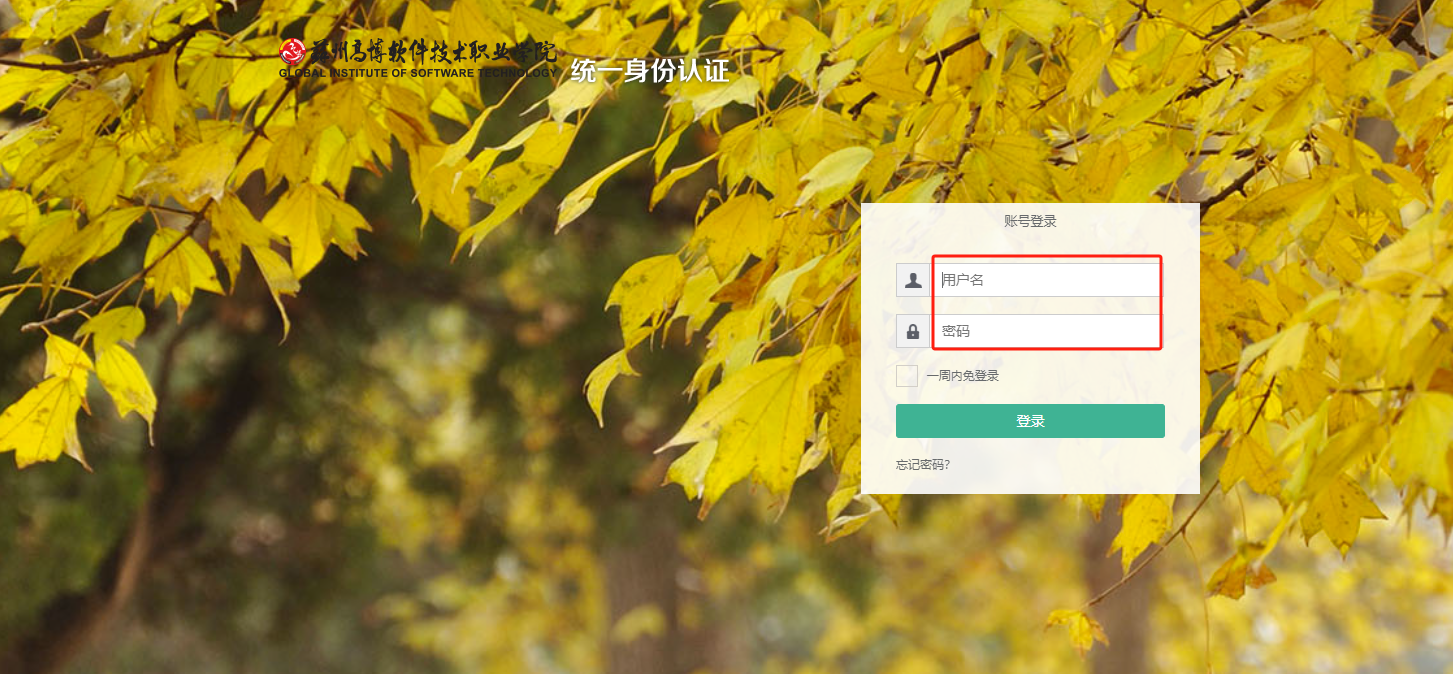 蘇州高博软件技术职业学院
GLOBAL INSTITUTE OF SOFTWARE TECHNOLOGY
统一身份认证
账号登录
用户名
密码
一周内免登录
登录
忘记密码?